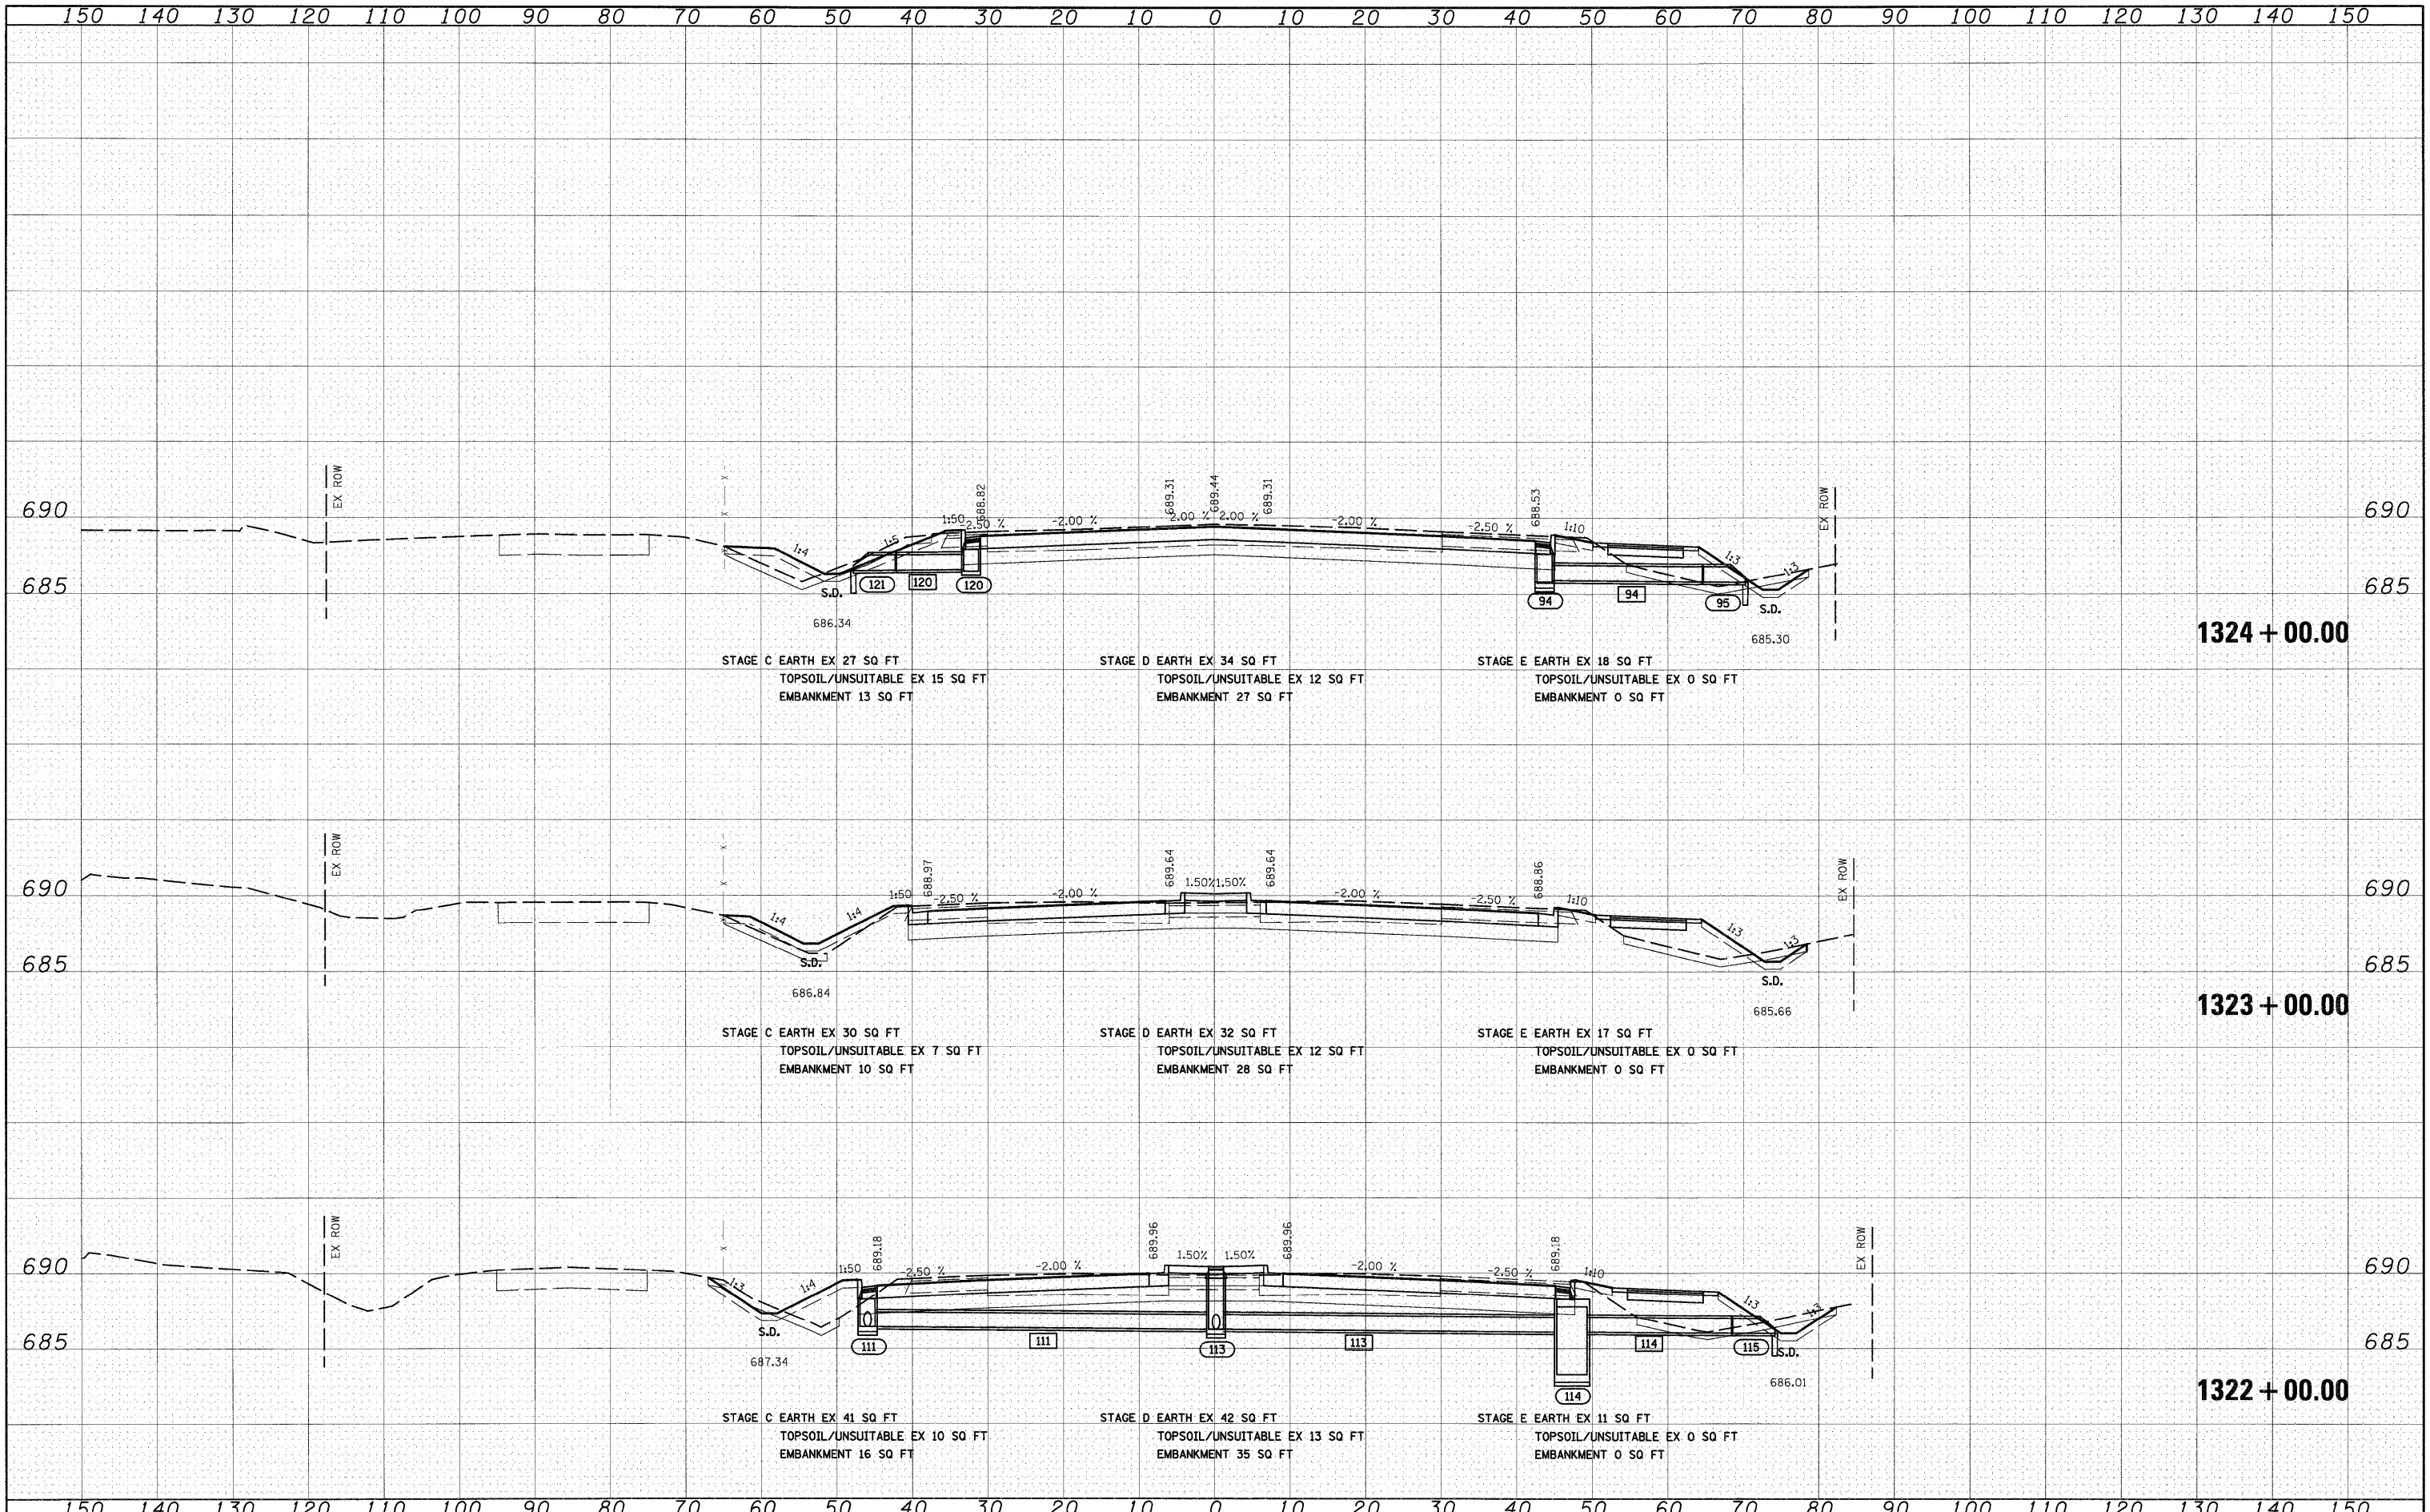 150 140 130 120 110 100 90 80 70 60 50 40 30 20 10 0 10 20 30 40 50 60 70 80 90 100 110 120 130 140 150
EX ROW
X
X
688.82
689.31
689.44
689.31
688.53
EX ROW
690
1:4
1:5
1:50
-2.50 %
-2.00 %
2.00 %
2.00 %
-2.00 %
-2.50 %
1:10
1:3
1:3
690
685
S.D.
121
120
120
94
94
95
S.D.
685
686.34
685.30
1324+00.00
STAGE C EARTH EX 27 SQ FT
TOPSOIL/UNSUITABLE EX 15 SQ FT
EMBANKMENT 13 SQ FT
STAGE D EARTH EX 34 SQ FT
TOPSOIL/UNSUITABLE EX 12 SQ FT
EMBANKMENT 27 SQ FT
STAGE E EARTH EX 18 SQ FT
TOPSOIL/UNSUITABLE EX 0 SQ FT
EMBANKMENT 0 SQ FT
EX ROW
X
X
688.97
689.64
689.64
688.86
EX ROW
690
1:4
1:4
1:50
-2.50 %
-2.00 %
1.50%
1.50%
-2.00 %
-2.50 %
1:10
1:3
1:3
690
685
S.D.
S.D.
685
686.84
685.66
1323+00.00
STAGE C EARTH EX 30 SQ FT
TOPSOIL/UNSUITABLE EX 7 SQ FT
EMBANKMENT 10 SQ FT
STAGE D EARTH EX 32 SQ FT
TOPSOIL/UNSUITABLE EX 12 SQ FT
EMBANKMENT 28 SQ FT
STAGE E EARTH EX 17 SQ FT
TOPSOIL/UNSUITABLE EX 0 SQ FT
EMBANKMENT 0 SQ FT
EX ROW
X
689.18
689.96
689.96
689.18
EX ROW
690
1:3
1:4
1:50
-2.50 %
-2.00 %
1.50%
1.50%
-2.00 %
-2.50 %
1:10
1:3
1:3
690
685
S.D.
111
111
113
113
114
114
115
S.D.
685
687.34
686.01
1322+00.00
STAGE C EARTH EX 41 SQ FT
TOPSOIL/UNSUITABLE EX 10 SQ FT
EMBANKMENT 16 SQ FT
STAGE D EARTH EX 42 SQ FT
TOPSOIL/UNSUITABLE EX 13 SQ FT
EMBANKMENT 35 SQ FT
STAGE E EARTH EX 11 SQ FT
TOPSOIL/UNSUITABLE EX 0 SQ FT
EMBANKMENT 0 SQ FT
150 140 130 120 110 100 90 80 70 60 50 40 30 20 10 0 10 20 30 40 50 60 70 80 90 100 110 120 130 140 150